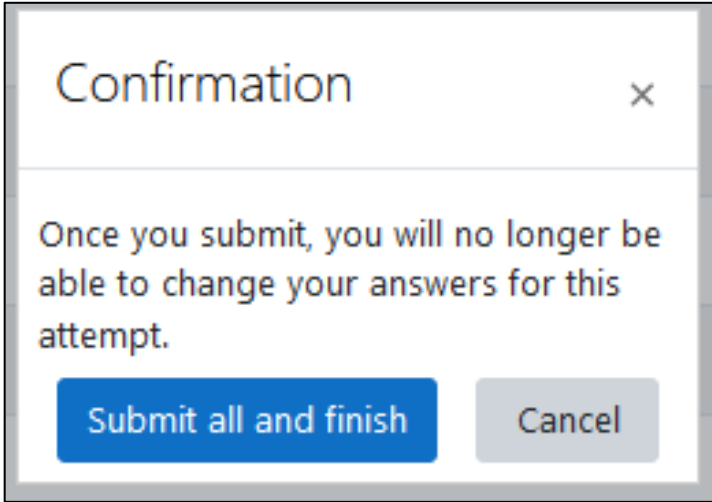 Confirmation
Once you submit, you will no longer be
able to change your answers for this
attempt.
Submit all and finish
Cancel